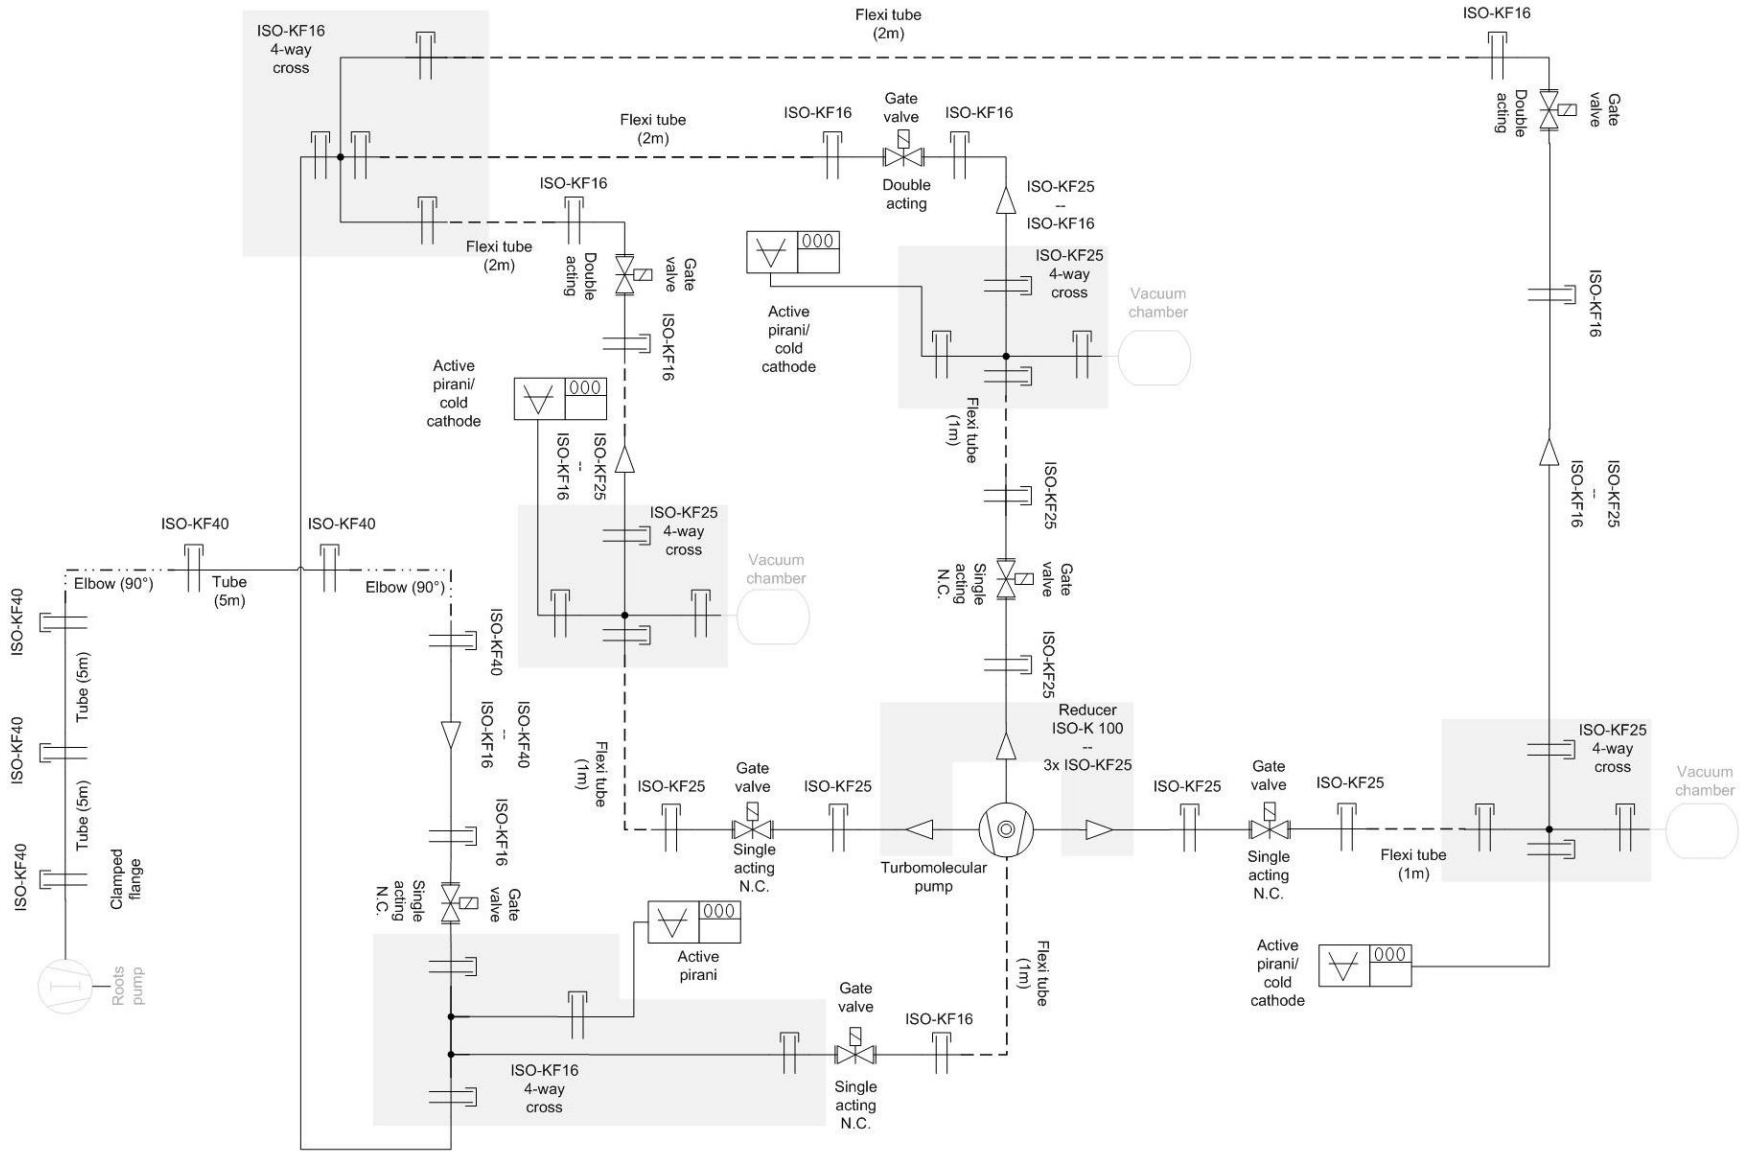 Flexi tube
(2m)
ISO-KF16
ISO-KF16
4-way
cross
Gate
valve
Double
acting
ISO-KF16
Gate
valve
ISO-KF16
Flexi tube
(2m)
Double
acting
ISO-KF16
ISO-KF25
--
ISO-KF16
Flexi tube
(2m)
Double
acting
Gate
valve
000
ISO-KF25
4-way
cross
Vacuum
chamber
ISO-KF16
Active
pirani/
cold
cathode
ISO-KF16
Active
pirani/
cold
cathode
000
Flexi tube
(1m)
ISO-KF25
--
ISO-KF16
ISO-KF25
ISO-KF25
--
ISO-KF16
ISO-KF25
4-way
cross
ISO-KF40
ISO-KF40
Elbow (90°)
Tube
(5m)
Elbow (90°)
Vacuum
chamber
Gate
valve
Single
acting
N.C.
ISO-KF40
ISO-KF40
ISO-KF25
Tube (5m)
ISO-KF40
--
ISO-KF16
Reducer
ISO-K 100
--
3x ISO-KF25
ISO-KF25
4-way
cross
Vacuum
chamber
ISO-KF40
Flexi tube
(1m)
ISO-KF25
Gate
valve
ISO-KF25
ISO-KF25
Gate
valve
ISO-KF25
Tube (5m)
ISO-KF16
Single
acting
N.C.
Turbomolecular
pump
Single
acting
N.C.
Flexi tube
(1m)
ISO-KF40
Clamped
flange
Gate
valve
Single
acting
N.C.
000
Active
pirani
Flexi tube
(1m)
Active
pirani/
cold
cathode
000
Roots
pump
Gate
valve
ISO-KF16
ISO-KF16
4-way
cross
Single
acting
N.C.